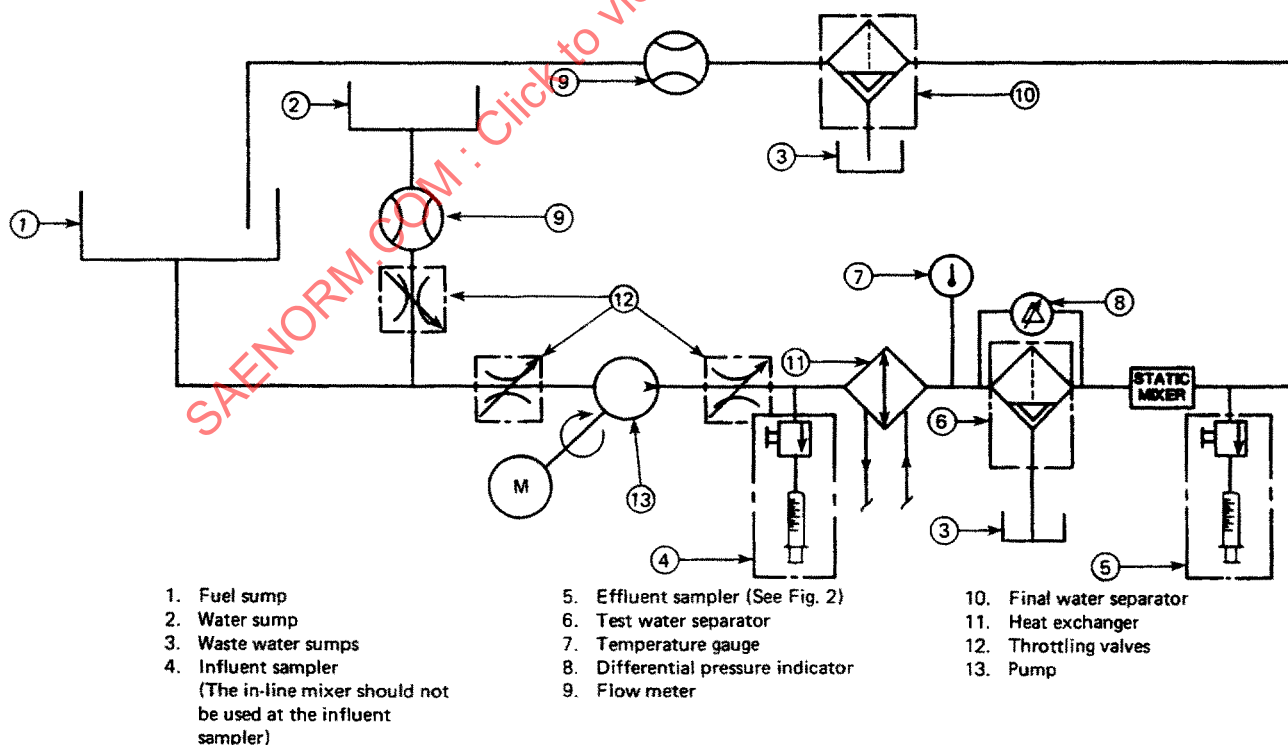 SAENORM.COM : Click to vie
9
2
10
3
1
9
12
7
8
11
STATIC
MIXER
6
M
13
3
4
5
1. Fuel sump
2. Water sump
3. Waste water sumps
4. Influent sampler
(The in-line mixer should not
be used at the influent
sampler)
5. Effluent sampler (See Fig. 2)
6. Test water separator
7. Temperature gauge
8. Differential pressure indicator
9. Flow meter
10. Final water separator
11. Heat exchanger
12. Throttling valves
13. Pump